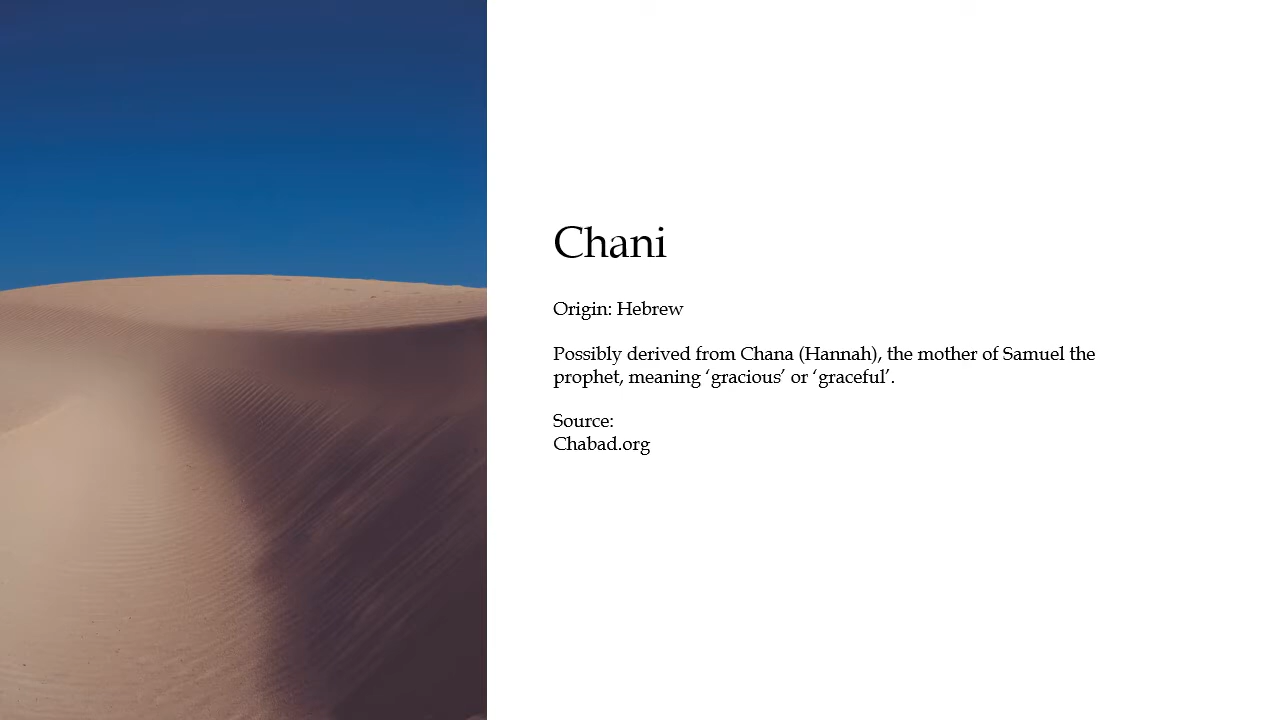 Chani
Origin: Hebrew
Possibly derived from Chana (Hannah), the mother of Samuel the
prophet, meaning ‘gracious’ or ‘graceful’.
Source:
Chabad.org